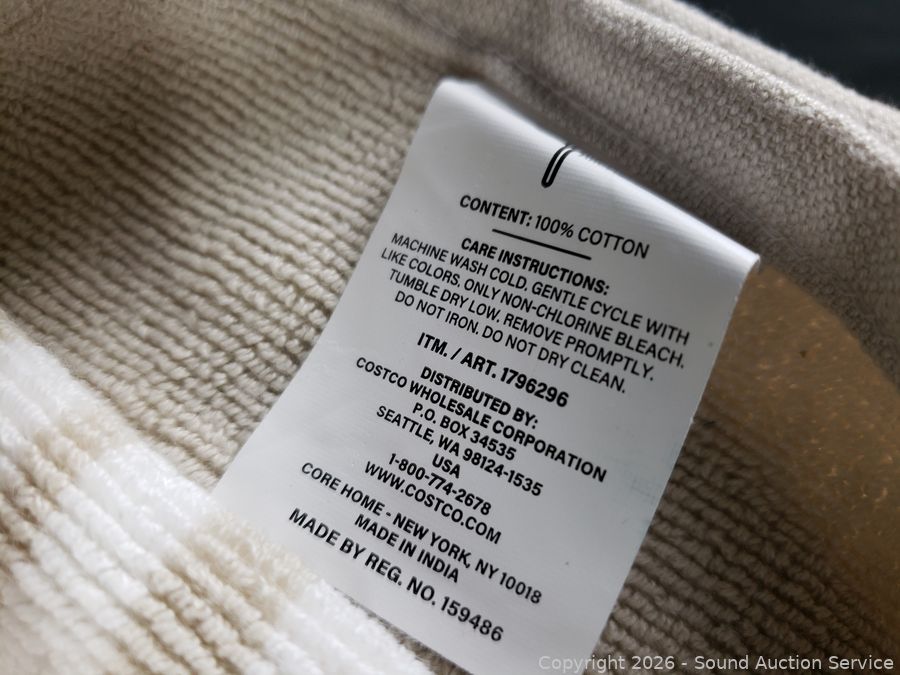 CONTENT: 100% COTTON
CARE INSTRUCTIONS:
MACHINE WASH COLD. GENTLE CYCLE WITH
LIKE COLORS. ONLY NON-CHLORINE BLEACH.
TUMBLE DRY LOW. REMOVE PROMPTLY.
DO NOT IRON. DO NOT DRY CLEAN.
ITM. / ART. 1796296
DISTRIBUTED BY:
COSTCO WHOLESALE CORPORATION
P.O. BOX 34535
SEATTLE, WA 98124-1535
USA
1-800-774-2678
WWW.COSTCO.COM
CORE HOME - NEW YORK, NY 10018
MADE IN INDIA
MADE BY REG. NO. 159486
Copyright 2026 - Sound Auction Service